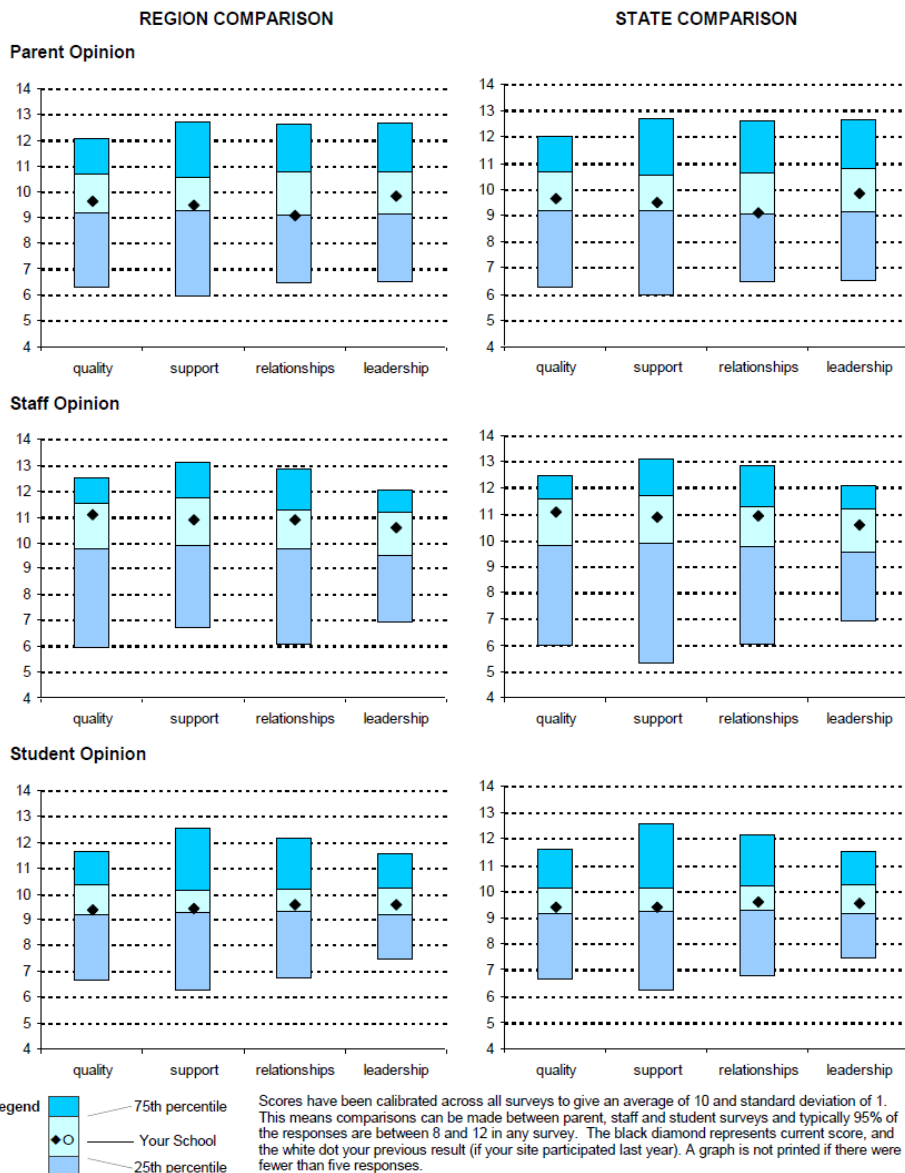 REGION COMPARISON STATE COMPARISON
Parent Opinion
14 14
13 13
12 12
11 11
10 10
9 9
8 8
7 7
6 6
5 5
4 4
quality support relationships leadership quality support relationships leadership
Staff Opinion
14 14
13 13
12 12
11 11
10 10
9 9
8 8
7 7
6 6
5 5
4 4
quality support relationships leadership quality support relationships leadership
Student Opinion
14 14
13 13
12 12
11 11
10 10
9 9
8 8
7 7
6 6
5 5
4 4
quality support relationships leadership quality support relationships leadership
egend
75th percentile
Your School
25th percentile
Scores have been calibrated across all surveys to give an average of 10 and standard deviation of 1.
This means comparisons can be made between parent, staff and student surveys and typically 95% of
the responses are between 8 and 12 in any survey. The black diamond represents current score, and
the white dot your previous result (if your site participated last year). A graph is not printed if there were
fewer than five responses.